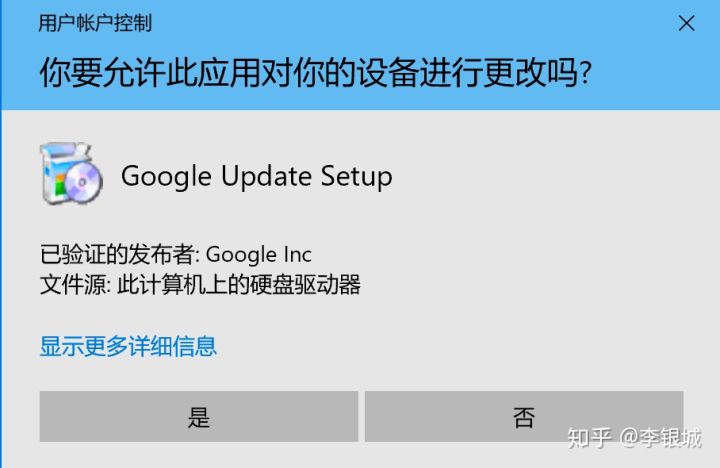 用户帐户控制
你要允许此应用对你的设备进行更改吗?
Google Update Setup
已验证的发布者: Google Inc
文件源: 此计算机上的硬盘驱动器
显示更多详细信息
是
否
知乎 @李银城